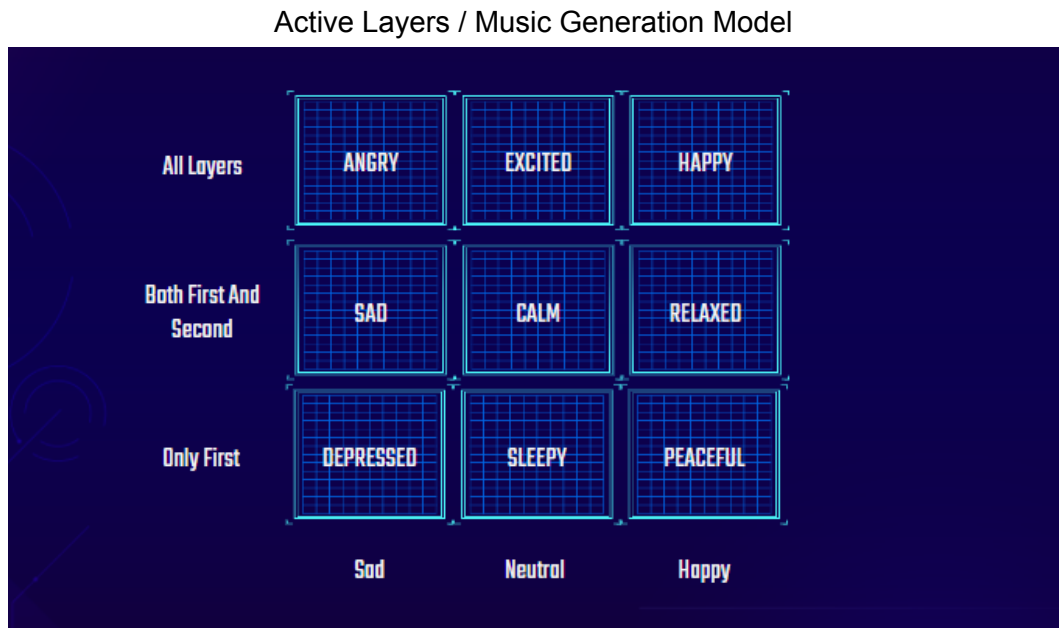 Active Layers / Music Generation Model
All Layers
ANGRY
EXCITED
HAPPY
Both First And
Second
SAD
CALM
RELAXED
Only First
DEPRESSED
SLEEPY
PEACEFUL
Sad
Neutral
Happy